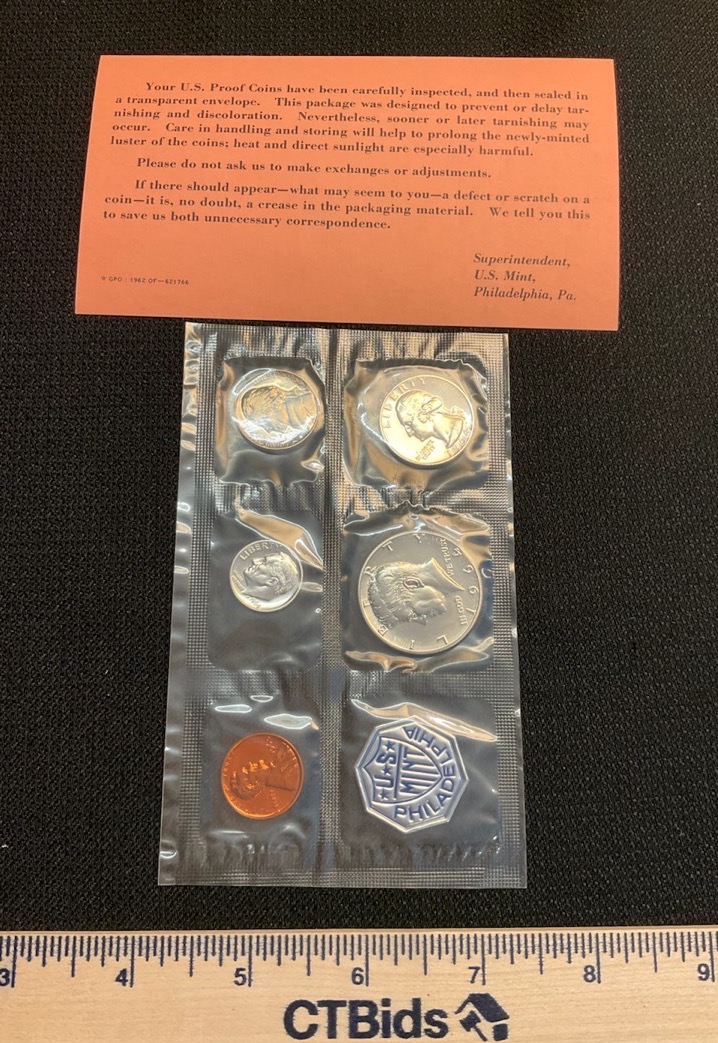 Your U.S. Proof Coins have been carefully inspected, and then sealed in
a transparent envelope. This package was designed to prevent or delay tar-
nishing and discoloration. Nevertheless, sooner or later tarnishing may
occur. Care in handling and storing will help to prolong the newly-minted
luster of the coins; heat and direct sunlight are especially harmful.
Please do not ask us to make exchanges or adjustments.
If there should appear—what may seem to you—a defect or scratch on a
coin—it is, no doubt, a crease in the packaging material. We tell you this
to save us both unnecessary correspondence.
Superintendent,
U.S. Mint,
Philadelphia, Pa.
GPO : 1962 OF—621766
LIBERTY
LIBERTY
LIBERTY
U★S
MINT
PHILADELPHIA
3 4 5 6 7 8 9
CTBids